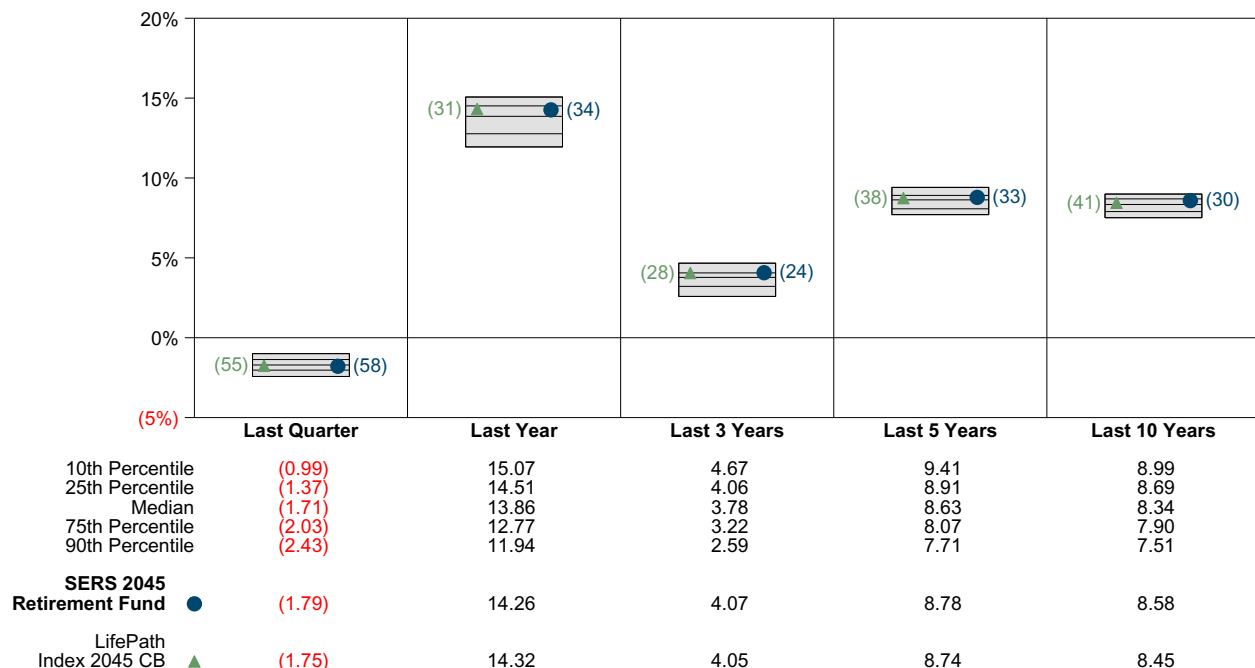 20%
15%
10%
5%
0%
(5%)
(55) (58)
(31) (34)
(28) (24)
(38) (33)
(41) (30)
Last Quarter Last Year Last 3 Years Last 5 Years Last 10 Years
10th Percentile (0.99) 15.07 4.67 9.41 8.99
25th Percentile (1.37) 14.51 4.06 8.91 8.69
Median (1.71) 13.86 3.78 8.63 8.34
75th Percentile (2.03) 12.77 3.22 8.07 7.90
90th Percentile (2.43) 11.94 2.59 7.71 7.51
SERS 2045
Retirement Fund (1.79) 14.26 4.07 8.78 8.58
LifePath
Index 2045 CB (1.75) 14.32 4.05 8.74 8.45